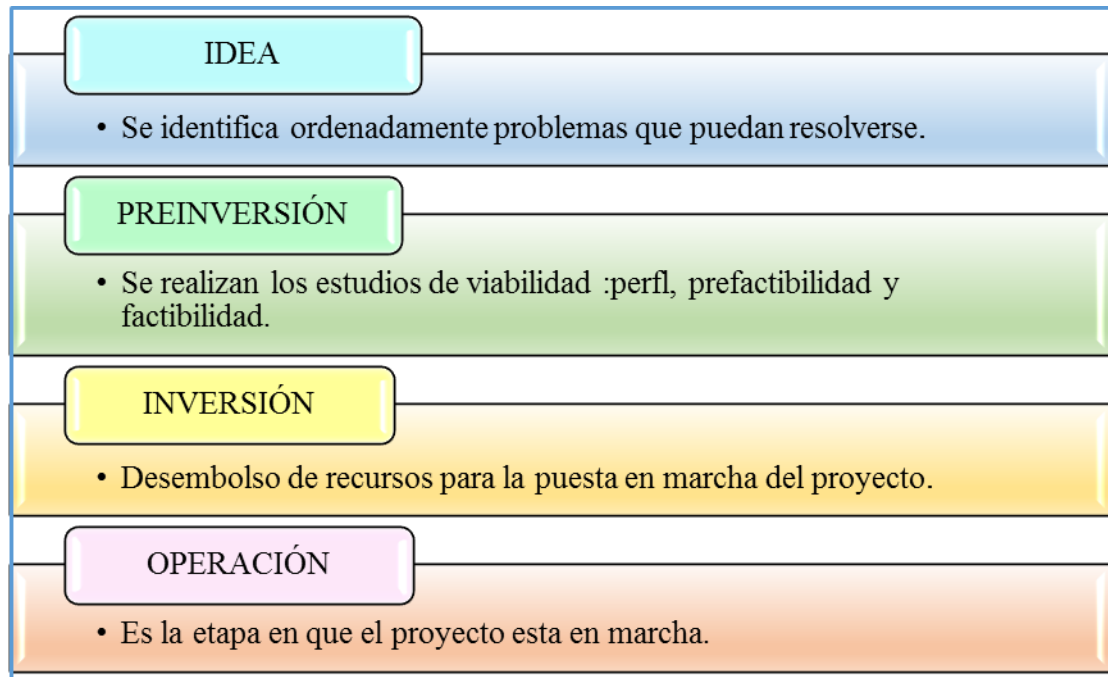 IDEA
• Se identifica ordenadamente problemas que puedan resolverse.
PREINVERSIÓN
• Se realizan los estudios de viabilidad :perfl, prefactibilidad y
factibilidad.
INVERSIÓN
• Desembolso de recursos para la puesta en marcha del proyecto.
OPERACIÓN
• Es la etapa en que el proyecto esta en marcha.